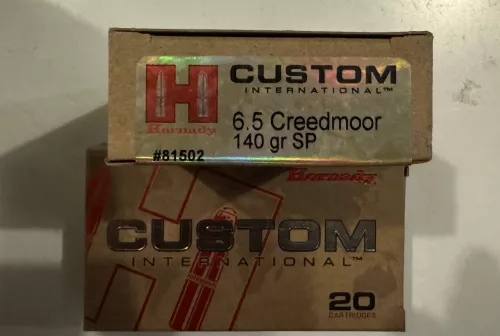 H
CUSTOM
INTERNATIONAL™
Hornady
6.5 Creedmoor
140 gr SP
#81502
Hornady
CUSTOM
INTERNATIONAL™
20
CARTRIDGES